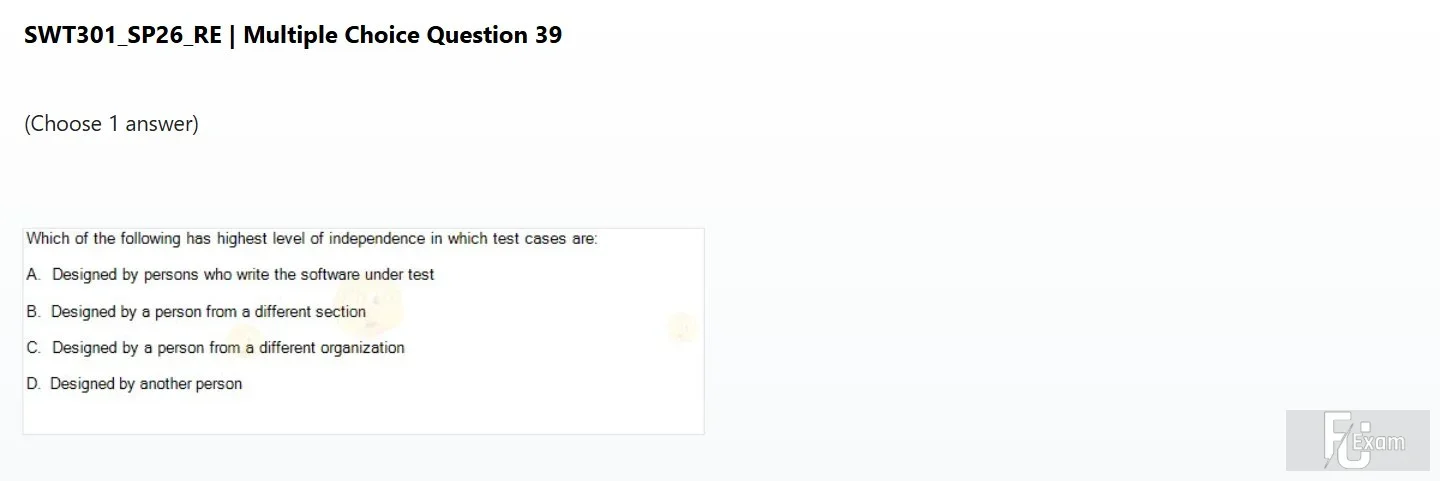 SWT301_SP26_RE | Multiple Choice Question 39
(Choose 1 answer)
Which of the following has highest level of independence in which test cases are:
A. Designed by persons who write the software under test
B. Designed by a person from a different section
C. Designed by a person from a different organization
D. Designed by another person
FU Exam